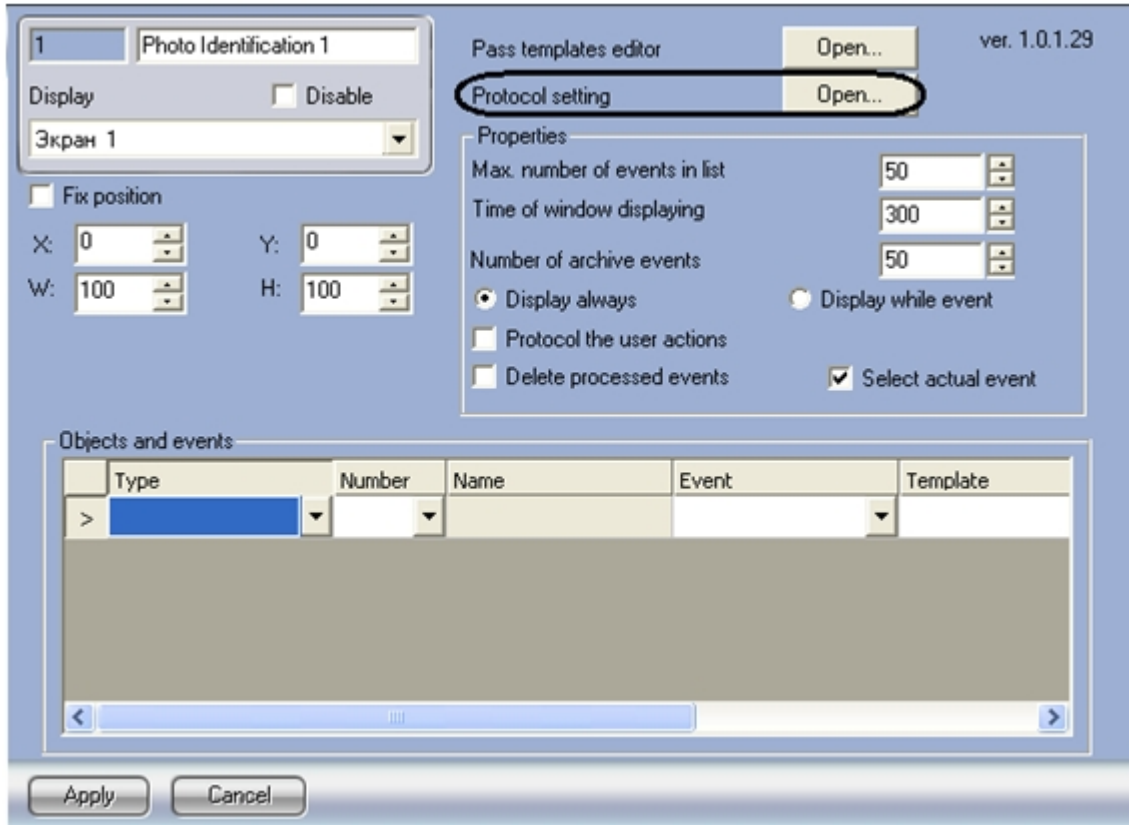 1 Photo Identification 1
Display Disable
Экран 1
Fix position
X: 0 Y: 0
W: 100 H: 100
Pass templates editor Open... ver. 1.0.1.29
Protocol setting Open...
Properties
Max. number of events in list 50
Time of window displaying 300
Number of archive events 50
Display always Display while event
Protocol the user actions
Delete processed events Select actual event
Objects and events
Type Number Name Event Template
>
Apply Cancel